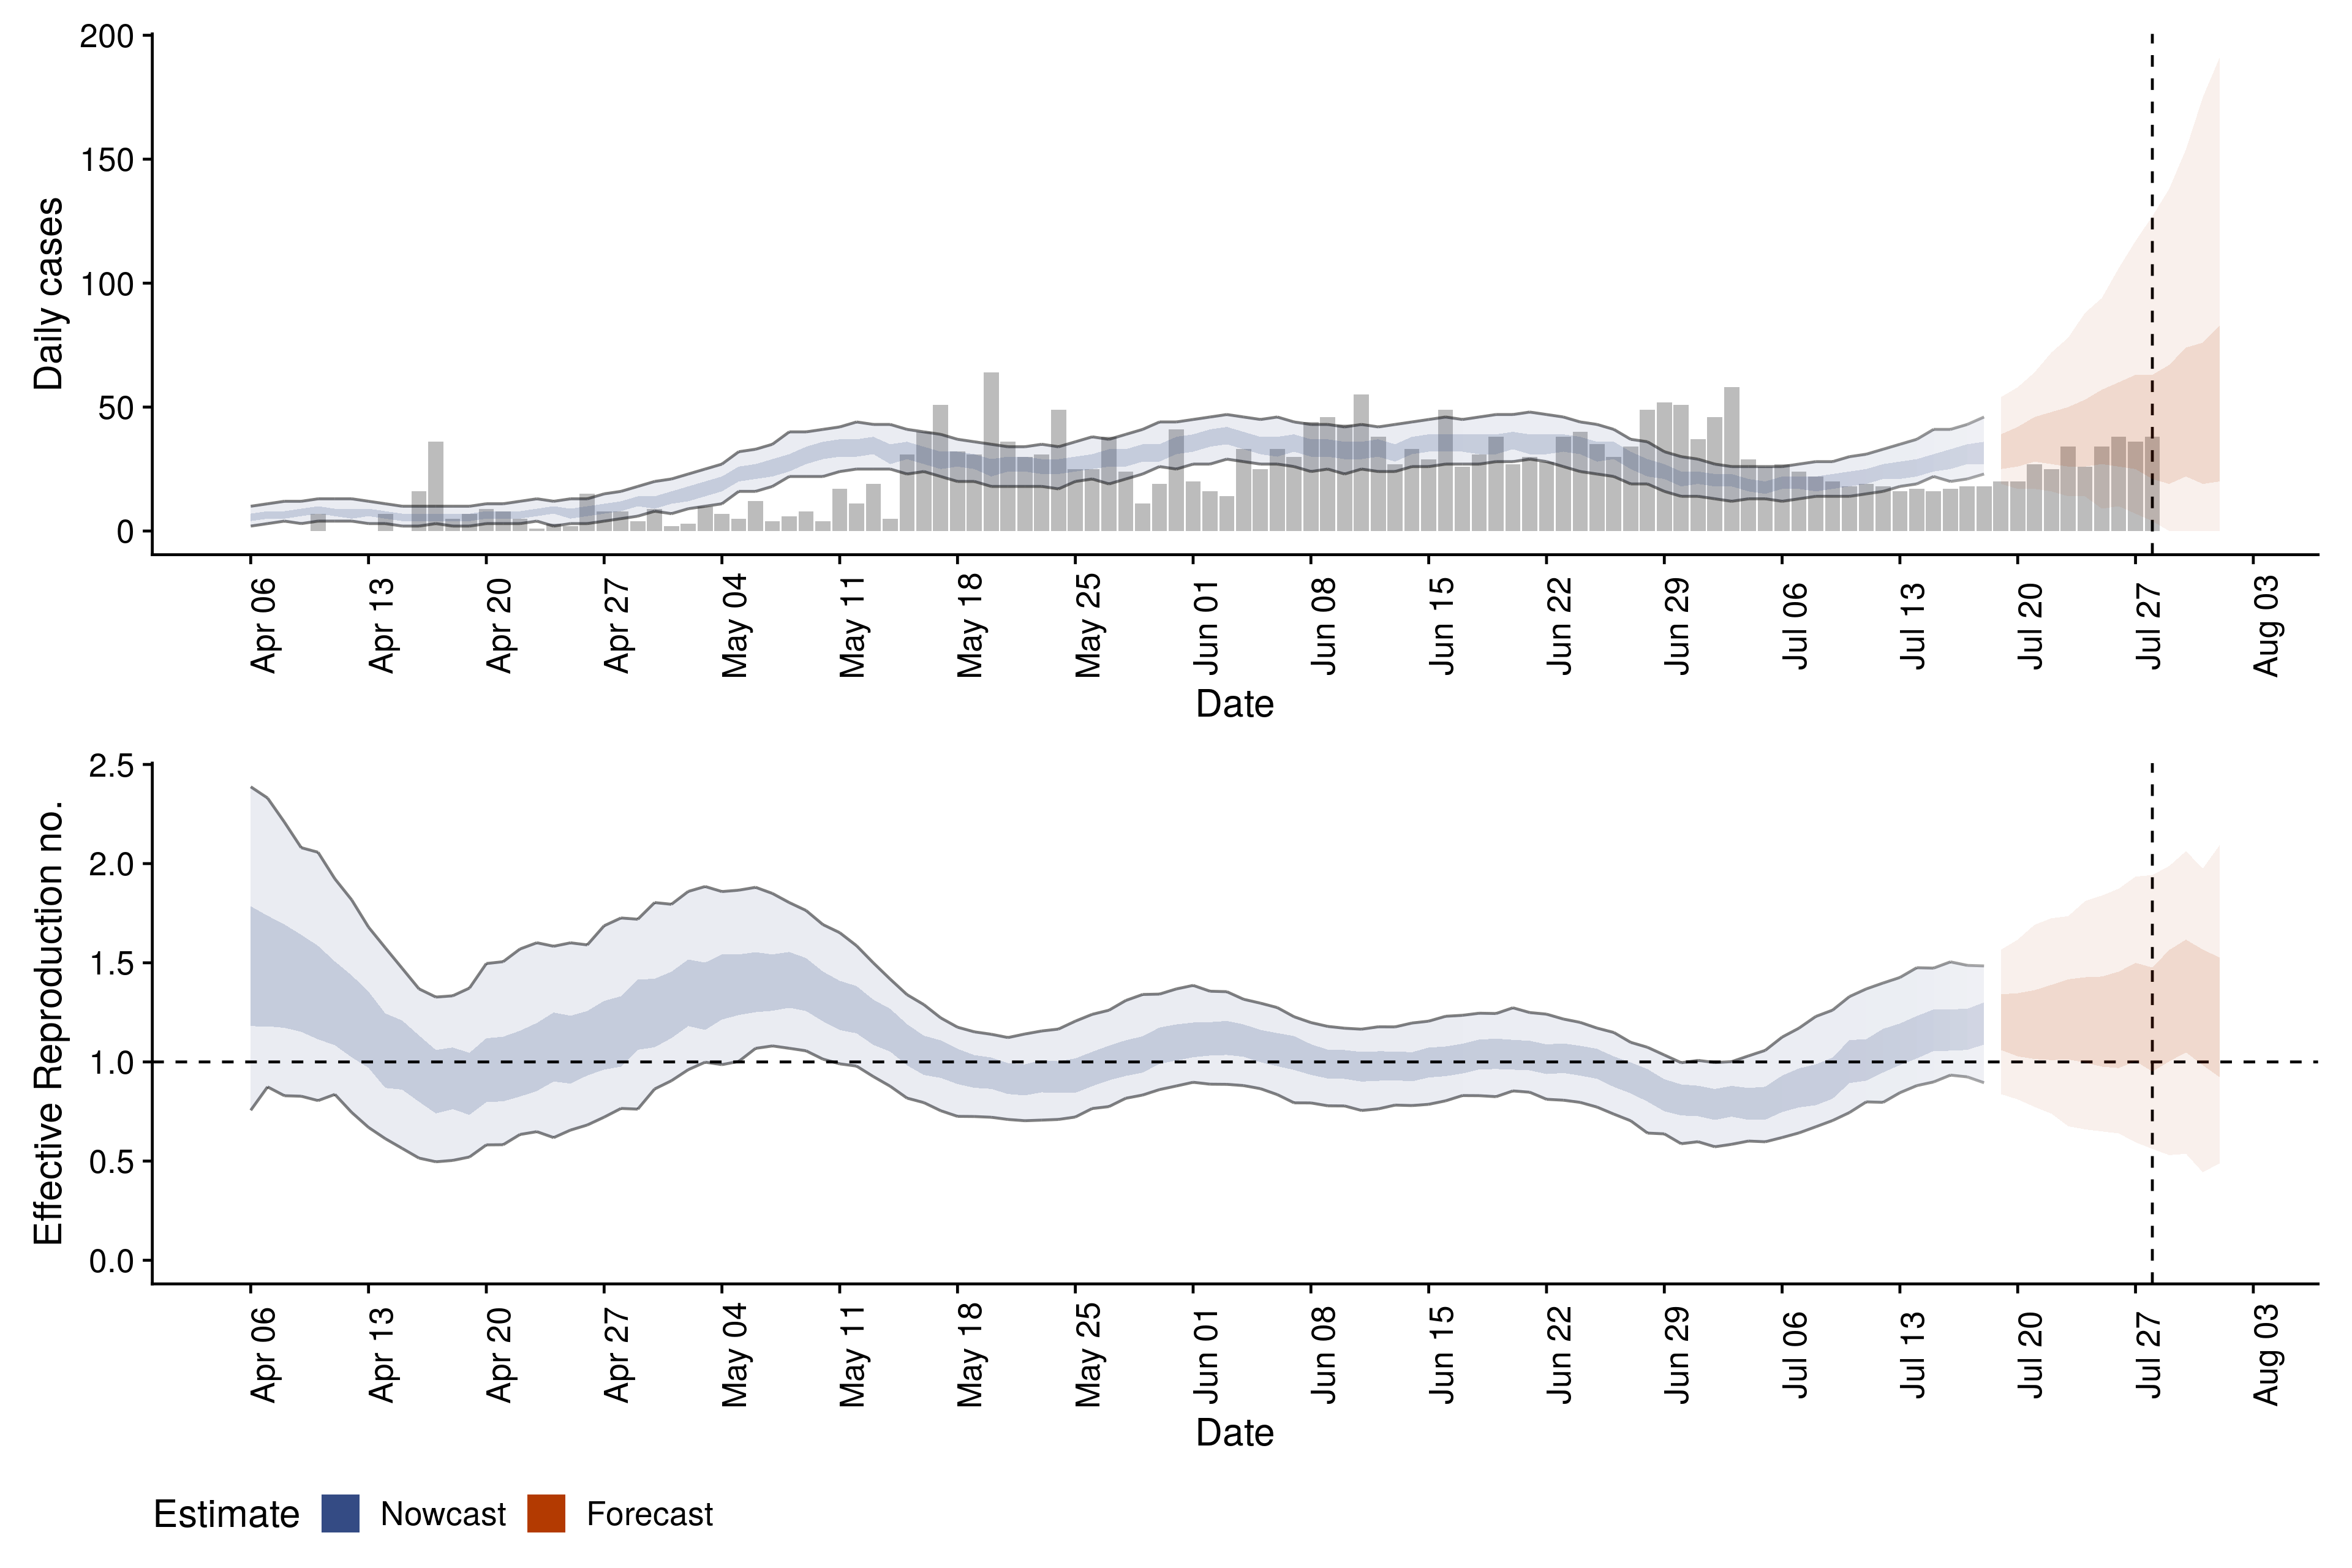 200
150
100
50
0
Daily cases
Apr 06
Apr 13
Apr 20
Apr 27
May 04
May 11
May 18
May 25
Jun 01
Jun 08
Jun 15
Jun 22
Jun 29
Jul 06
Jul 13
Jul 20
Jul 27
Aug 03
Date
2.5
2.0
1.5
1.0
0.5
0.0
Effective Reproduction no.
Apr 06
Apr 13
Apr 20
Apr 27
May 04
May 11
May 18
May 25
Jun 01
Jun 08
Jun 15
Jun 22
Jun 29
Jul 06
Jul 13
Jul 20
Jul 27
Aug 03
Date
Estimate Nowcast Forecast